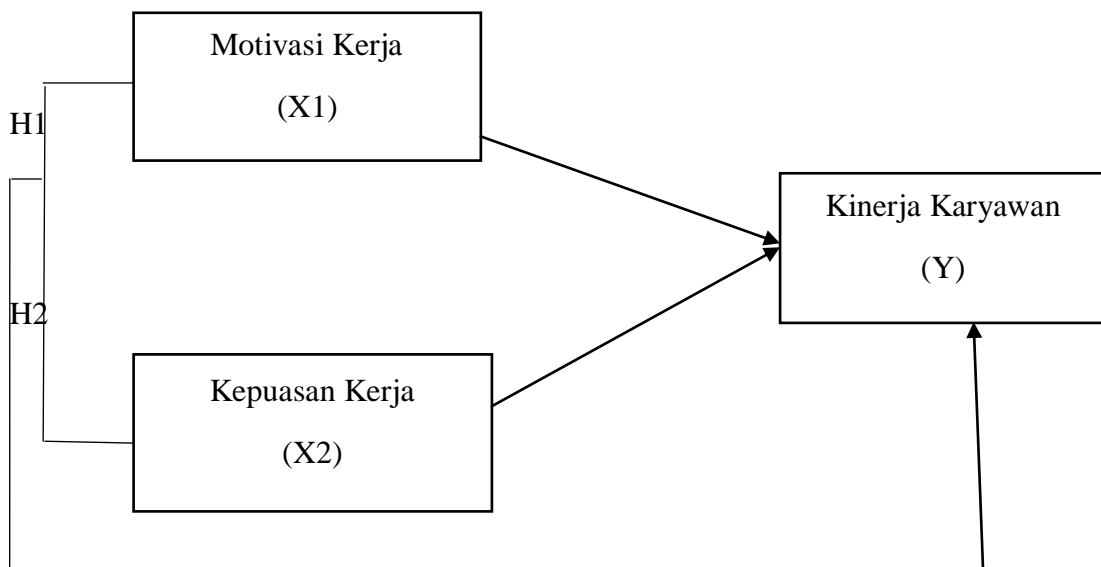 Motivasi Kerja
(X1)
H1
Kinerja Karyawan
(Y)
H2
Kepuasan Kerja
(X2)